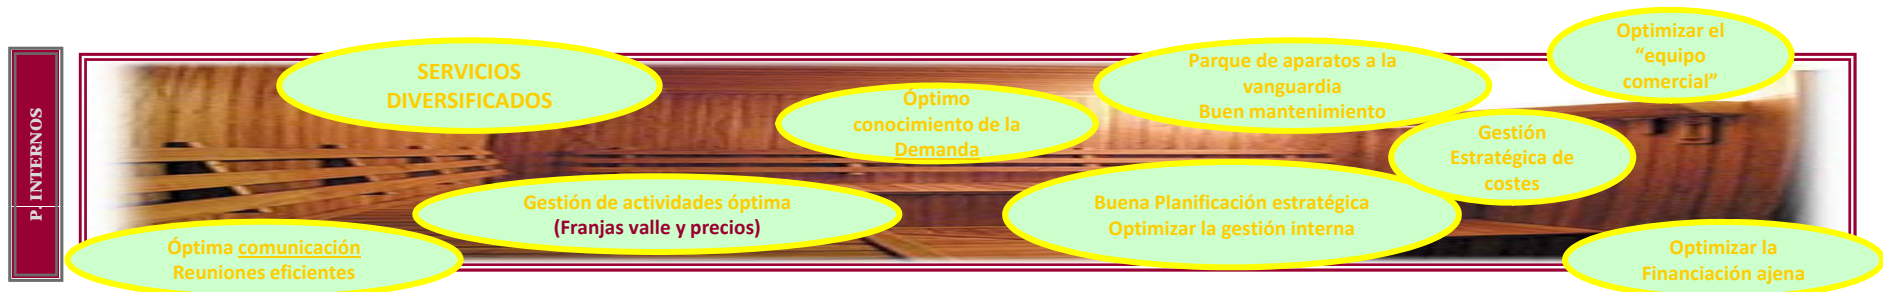 P. INTERNOS
SERVICIOS
DIVERSIFICADOS
Óptimo
conocimiento de la
Demanda
Parque de aparatos a la
vanguardia
Buen mantenimiento
Optimizar el
“equipo
comercial”
Gestión
Estratégica de
costes
Gestión de actividades óptima
(Franjas valle y precios)
Buena Planificación estratégica
Optimizar la gestión interna
Óptima comunicación
Reuniones eficientes
Optimizar la
Financiación ajena